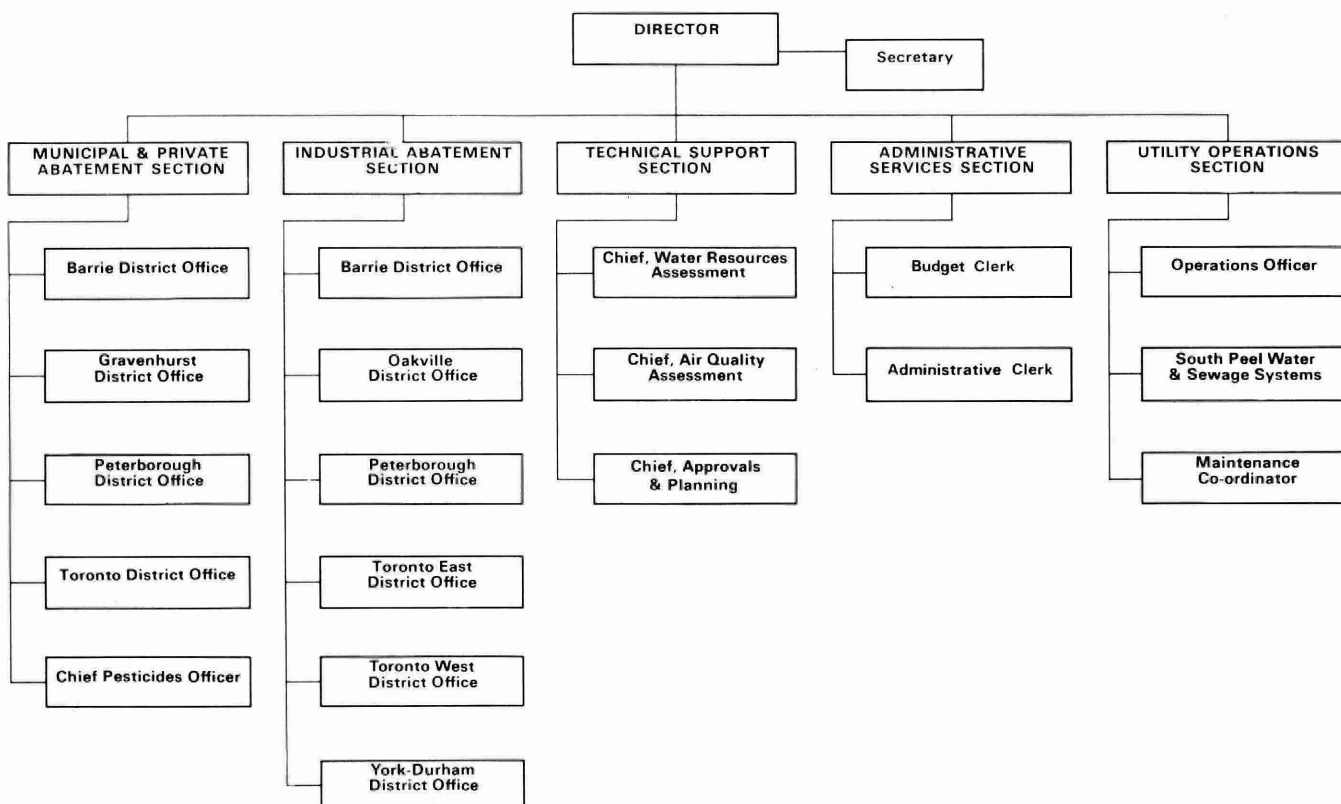 DIRECTOR
Secretary
MUNICIPAL & PRIVATE
ABATEMENT SECTION
INDUSTRIAL ABATEMENT
SECTION
TECHNICAL SUPPORT
SECTION
ADMINISTRATIVE
SERVICES SECTION
UTILITY OPERATIONS
SECTION
Barrie District Office
Gravenhurst
District Office
Peterborough
District Office
Toronto District Office
Chief Pesticides Officer
Barrie District Office
Oakville
District Office
Peterborough
District Office
Toronto East
District Office
Toronto West
District Office
York-Durham
District Office
Chief, Water Resources
Assessment
Chief, Air Quality
Assessment
Chief, Approvals
& Planning
Budget Clerk
Administrative Clerk
Operations Officer
South Peel Water
& Sewage Systems
Maintenance
Co-ordinator